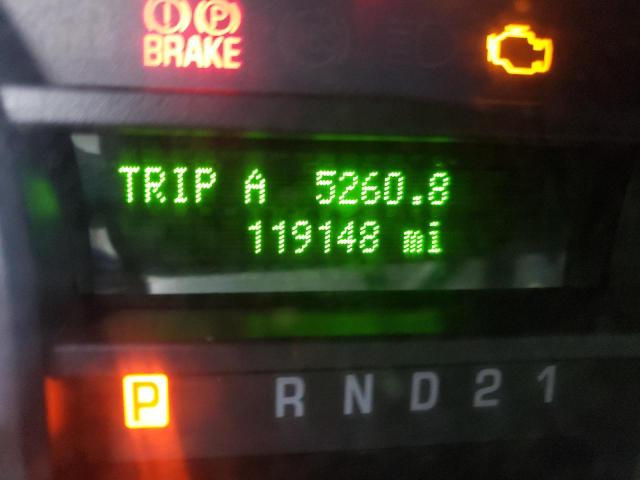 BRAKE
TRIP A 5260.8
119148 mi
P R N D 2 1